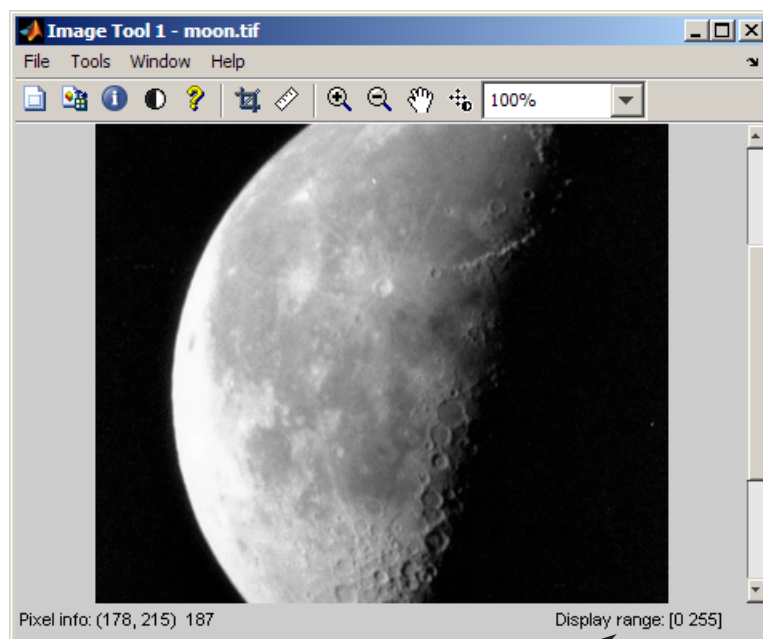 Image Tool 1 - moon.tif
File Tools Window Help
100%
Pixel info: (178, 215) 187
Display range: [0 255]